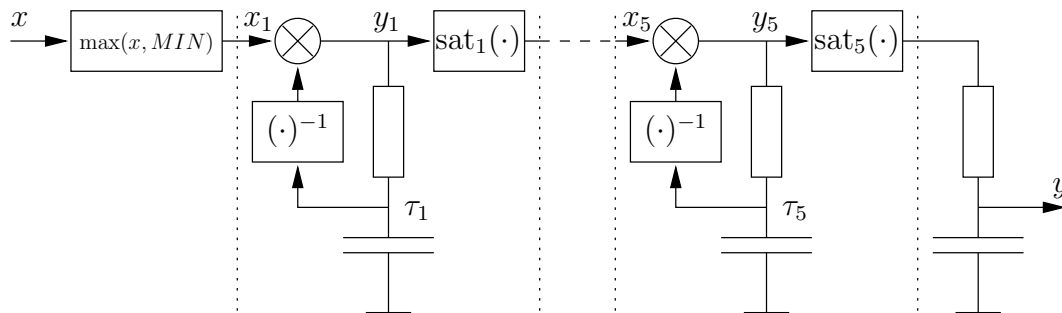 x
max(x, MIN)
x₁
y₁
sat₁(·)
(·)⁻¹
τ₁
x₅
y₅
sat₅(·)
(·)⁻¹
τ₅
y